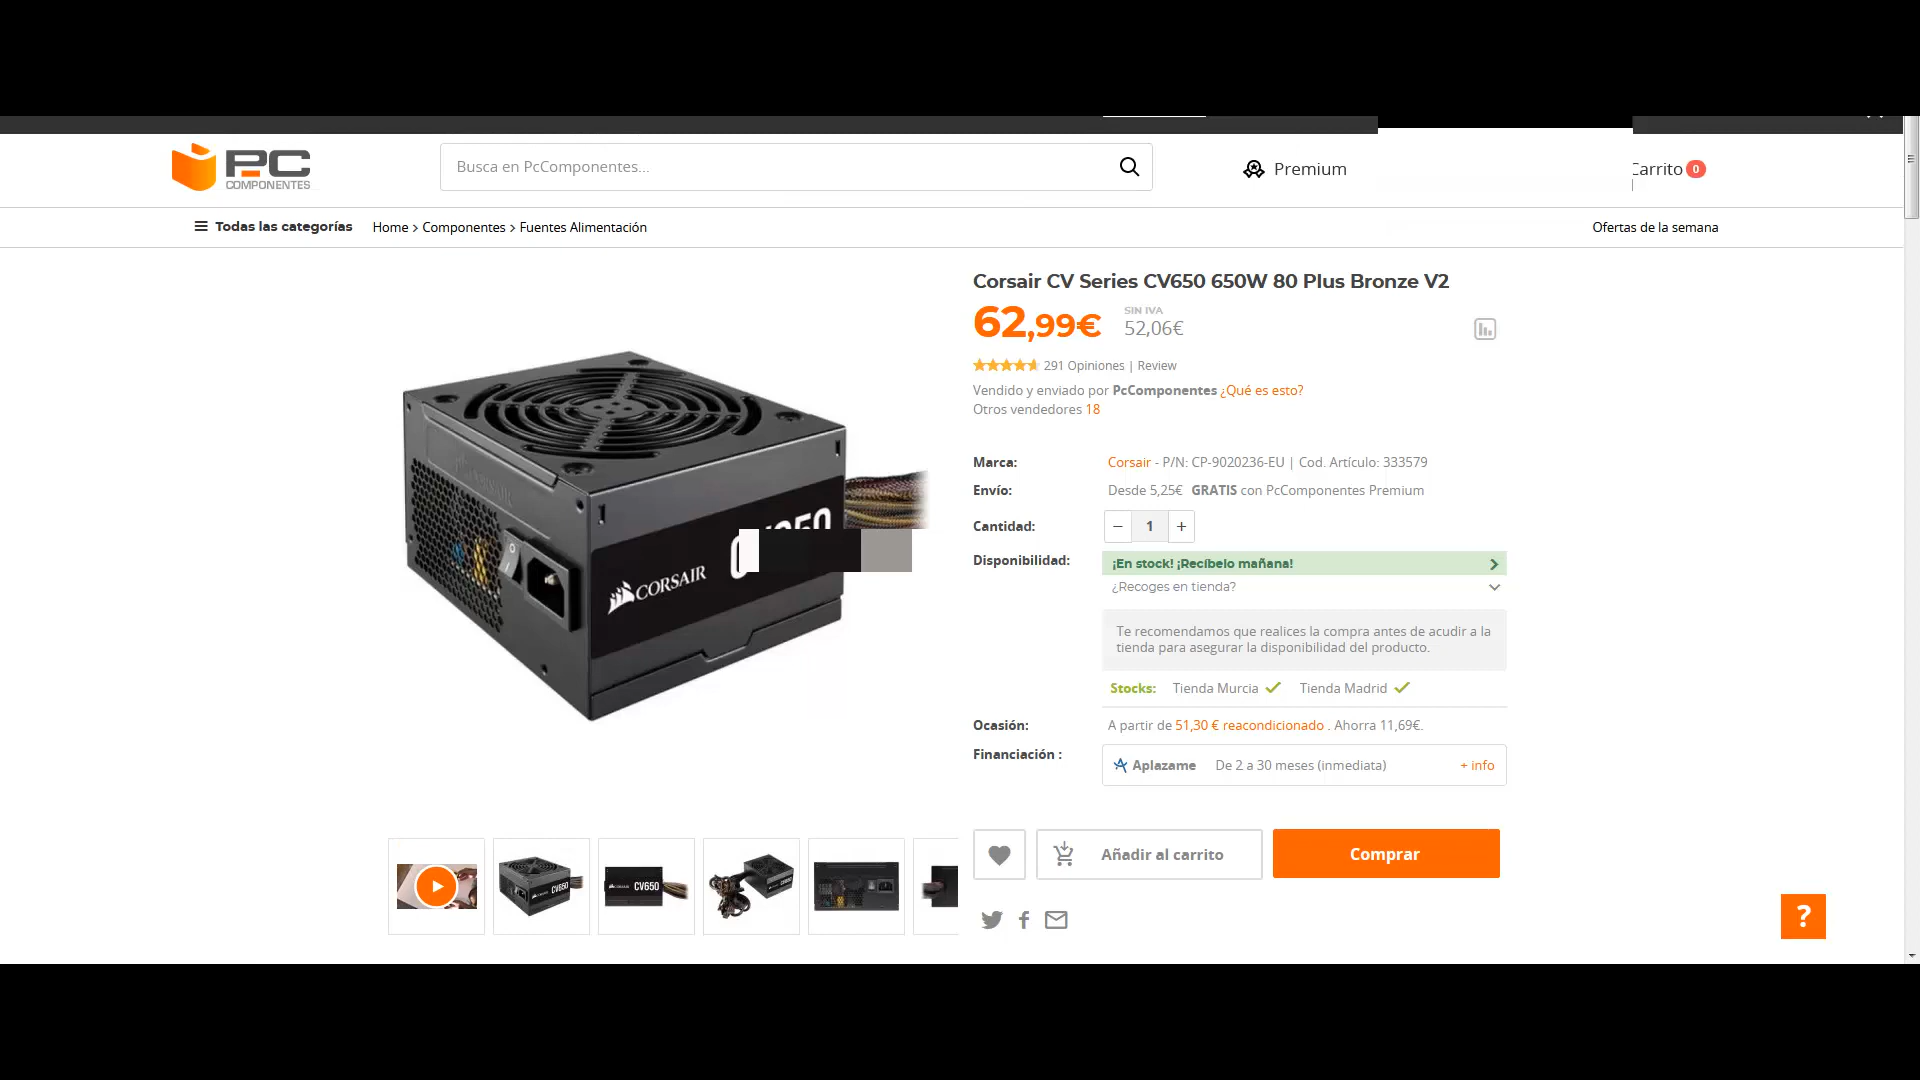 PC
COMPONENTES
Busca en PcComponentes...
Premium
Carrito 0
Todas las categorías
Home > Componentes > Fuentes Alimentación
Ofertas de la semana
Corsair CV Series CV650 650W 80 Plus Bronze V2
62,99€
SIN IVA
52,06€
291 Opiniones | Review
Vendido y enviado por PcComponentes ¿Qué es esto?
Otros vendedores 18
CORSAIR
Marca: Corsair - P/N: CP-9020236-EU | Cod. Artículo: 333579
Envío: Desde 5,25€ GRATIS con PcComponentes Premium
Cantidad: − 1 +
Disponibilidad: ¡En stock! ¡Recíbelo mañana!
¿Recoges en tienda?
Te recomendamos que realices la compra antes de acudir a la
tienda para asegurar la disponibilidad del producto.
Stocks: Tienda Murcia Tienda Madrid
Ocasión: A partir de 51,30 € reacondicionado . Ahorra 11,69€.
Financiación : Aplazame De 2 a 30 meses (inmediata) + info
Añadir al carrito
Comprar
CV650
CV650
?